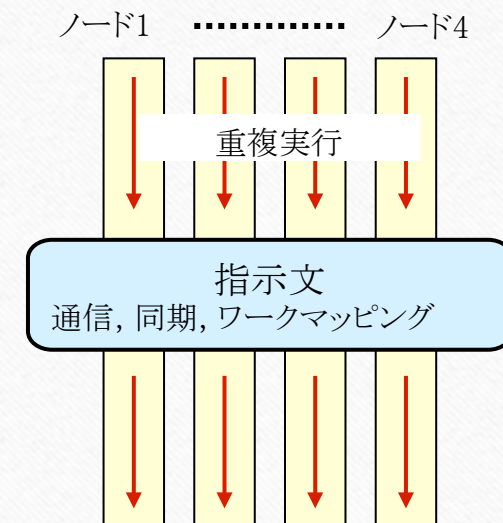 ノード1 ............. ノード4
重複実行
指示文
通信, 同期, ワークマッピング